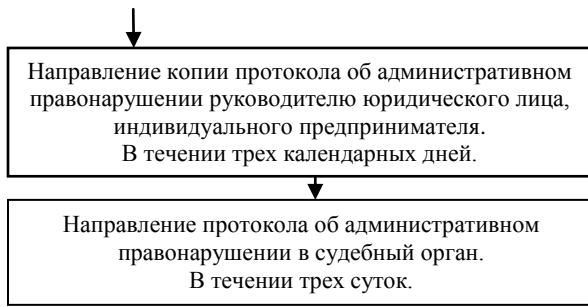 Направление копии протокола об административном
правонарушении руководителю юридического лица,
индивидуального предпринимателя.
В течении трех календарных дней.
Направление протокола об административном
правонарушении в судебный орган.
В течении трех суток.